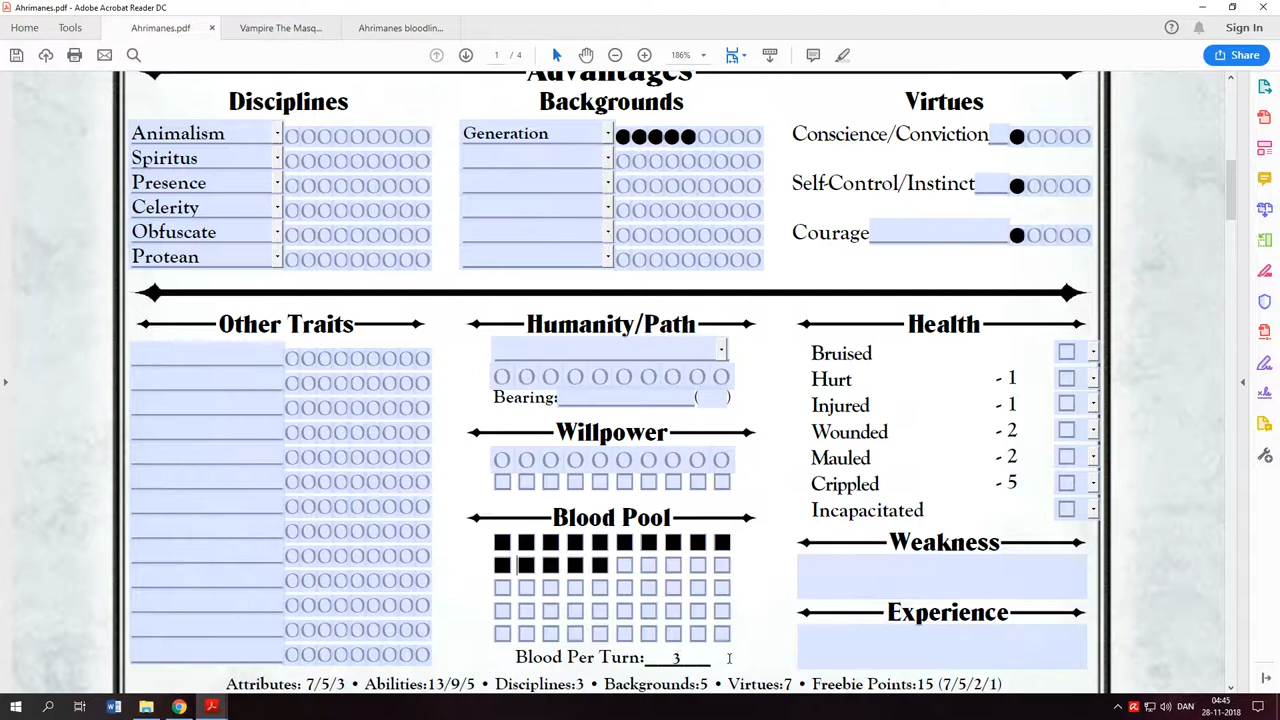 Ahrimanes.pdf - Adobe Acrobat Reader DC
Home Tools Ahrimanes.pdf × Vampire The Masq... Ahrimanes bloodlin... Sign In
1 / 4 186% Share
Advantages
Disciplines Backgrounds Virtues
Animalism Generation Conscience/Conviction
Spiritus
Presence Self-Control/Instinct
Celerity
Obfuscate Courage
Protean
Other Traits Humanity/Path Health
Bruised
Hurt - 1
Bearing: ( ) Injured - 1
Willpower Wounded - 2
Mauled - 2
Crippled - 5
Incapacitated
Blood Pool
Weakness
Experience
Blood Per Turn: 3
Attributes: 7/5/3 • Abilities:13/9/5 • Disciplines:3 • Backgrounds:5 • Virtues:7 • Freebie Points:15 (7/5/2/1)
DAN 04:45
28-11-2018